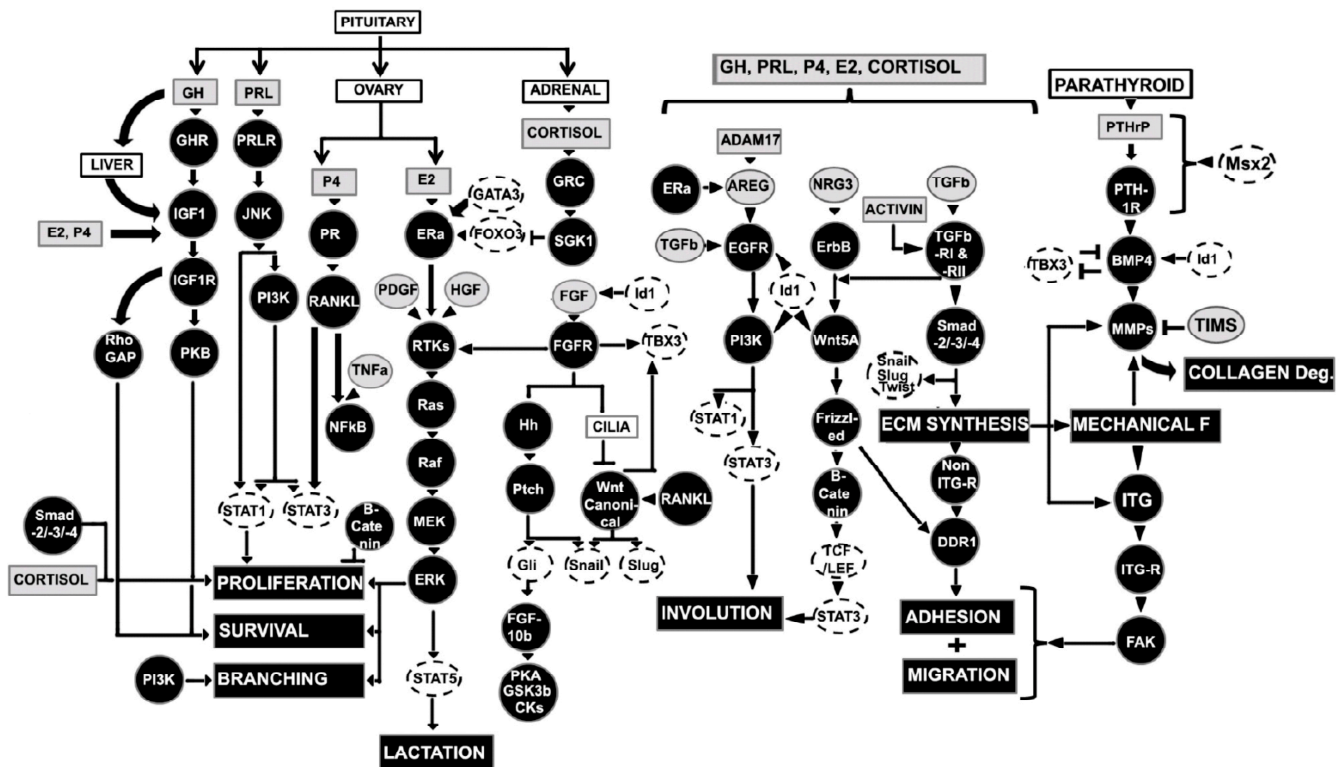 PITUITARY
GH
PRL
OVARY
ADRENAL
GH, PRL, P4, E2, CORTISOL
PARATHYROID
GHR
PRLR
CORTISOL
ADAM17
PTHrP
LIVER
P4
E2
GRC
ERa
AREG
NRG3
TGFb
Msx2
GATA3
ACTIVIN
PTH-
1R
IGF1
JNK
E2, P4
PR
ERa
FOXO3
SGK1
TGFb
EGFR
ErbB
TGFb
-RI &
-RII
TBX3
BMP4
Id1
IGF1R
PI3K
RANKL
PDGF
HGF
FGF
Id1
Id1
Rho
GAP
PKB
RTKs
FGFR
TBX3
PI3K
Wnt5A
Smad
-2/-3/-4
MMPs
TIMS
TNFa
Snail
Slug
Twist
COLLAGEN Deg.
NFkB
Ras
Hh
CILIA
STAT1
Frizzl-
ed
ECM SYNTHESIS
MECHANICAL F
Raf
STAT3
Non
ITG-R
Ptch
Wnt
Canoni-
cal
RANKL
B-
Cate
nin
ITG
Smad
-2/-3/-4
STAT1
STAT3
B-
Cate
nin
MEK
DDR1
TCF
/LEF
CORTISOL
PROLIFERATION
ERK
Gli
Snail
Slug
ITG-R
INVOLUTION
STAT3
ADHESION
SURVIVAL
FGF-
10b
+
FAK
PI3K
BRANCHING
STAT5
PKA
GSK3b
CKs
MIGRATION
LACTATION